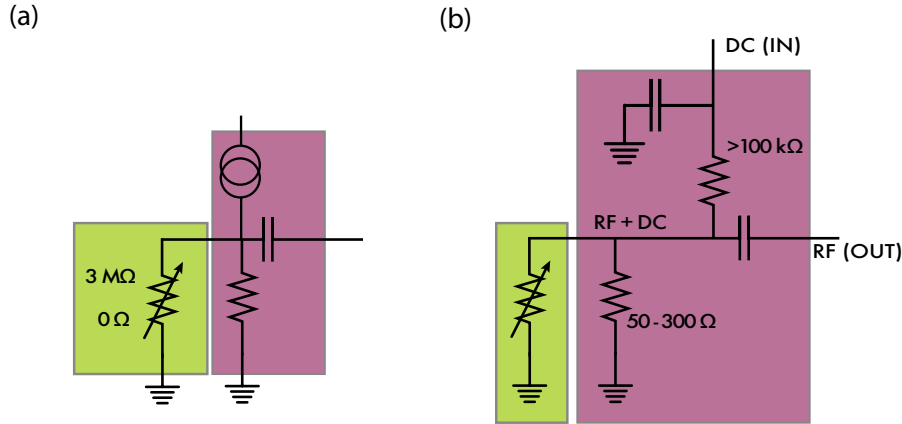 (a)
3 MΩ
0 Ω
(b)
DC (IN)
>100 kΩ
RF + DC
RF (OUT)
50-300 Ω